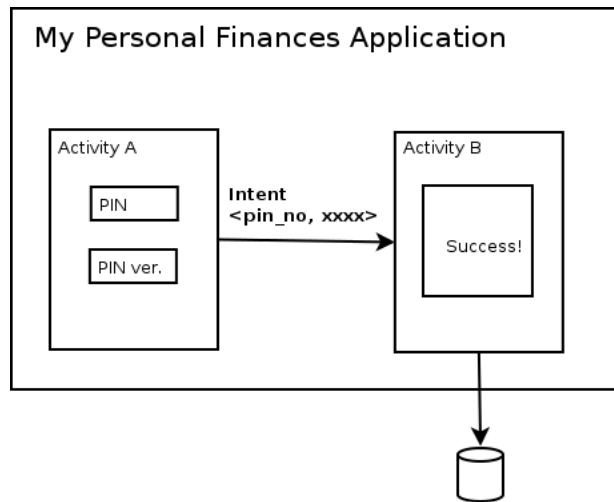 My Personal Finances Application
Activity A
PIN
PIN ver.
Intent
<pin_no, xxxx>
Activity B
Success!